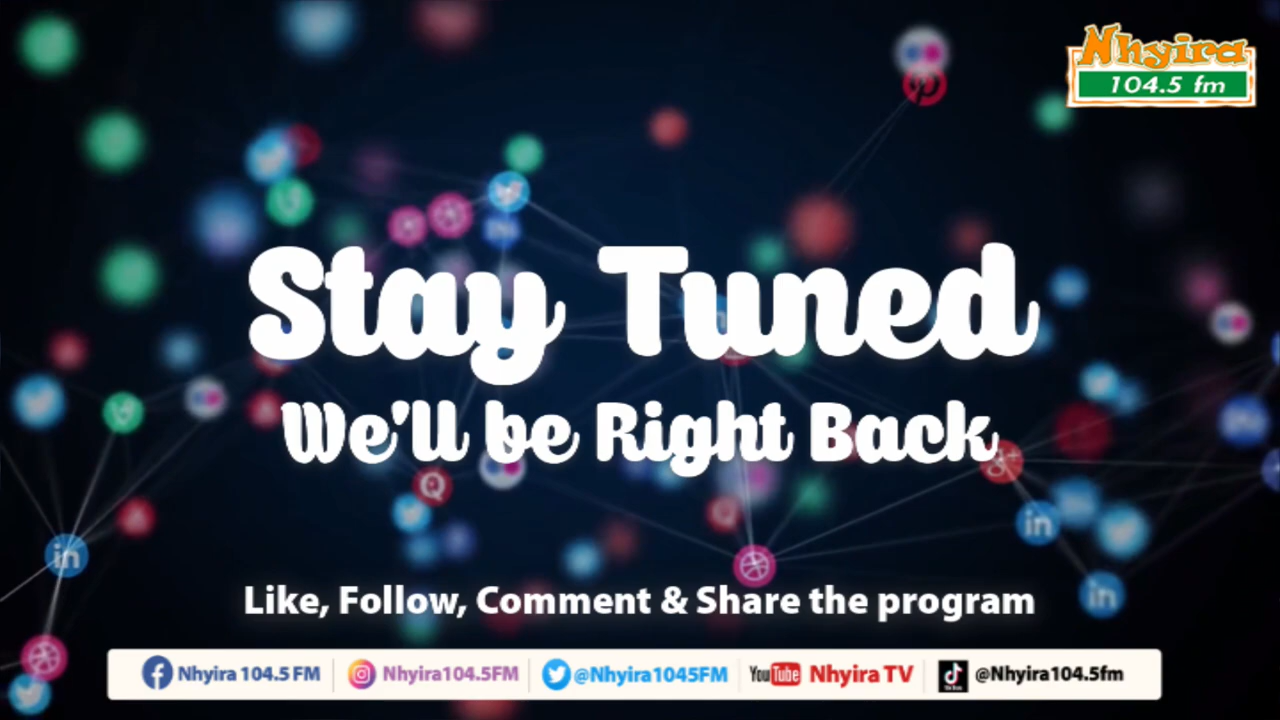 Nhyira
104.5 fm
Stay Tuned
We'll be Right Back
Like, Follow, Comment & Share the program
Nhyira 104.5 FM Nhyira104.5FM @Nhyira1045FM YouTube Nhyira TV @Nhyira104.5fm